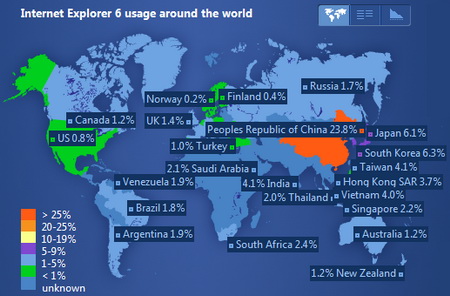 Internet Explorer 6 usage around the world
Russia 1.7%
Norway 0.2%
Finland 0.4%
Canada 1.2%
UK 1.4%
Peoples Republic of China 23.8%
Japan 6.1%
US 0.8%
1.0% Turkey
South Korea 6.3%
2.1% Saudi Arabia
Taiwan 4.1%
Venezuela 1.9%
4.1% India
Hong Kong SAR 3.7%
2.0% Thailand
Vietnam 4.0%
Brazil 1.8%
Singapore 2.2%
Argentina 1.9%
Australia 1.2%
South Africa 2.4%
1.2% New Zealand
> 25%
20-25%
10-19%
5-9%
1-5%
< 1%
unknown